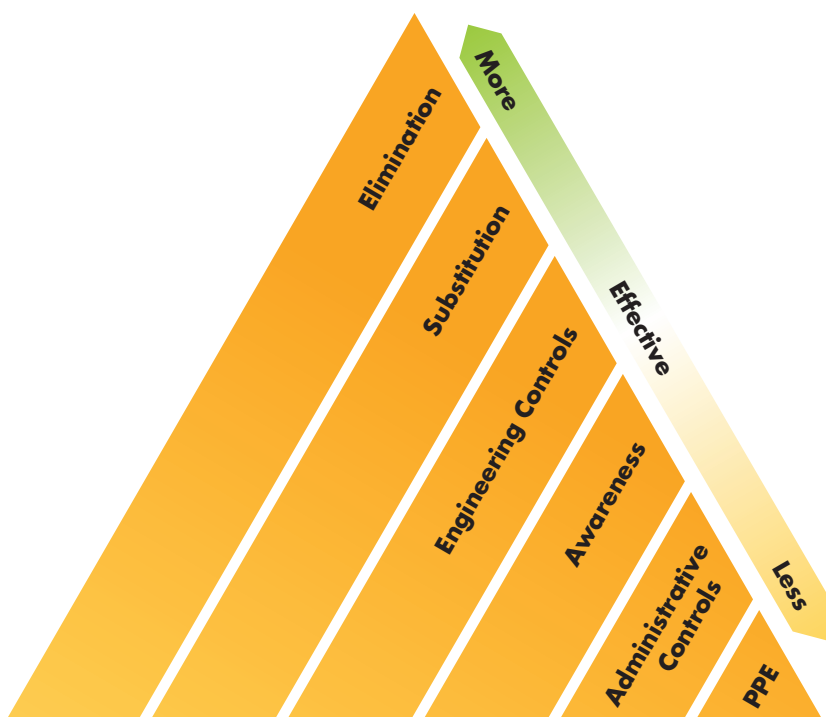 More
Effective
Less
Elimination
Substitution
Engineering Controls
Awareness
Administrative
Controls
PPE